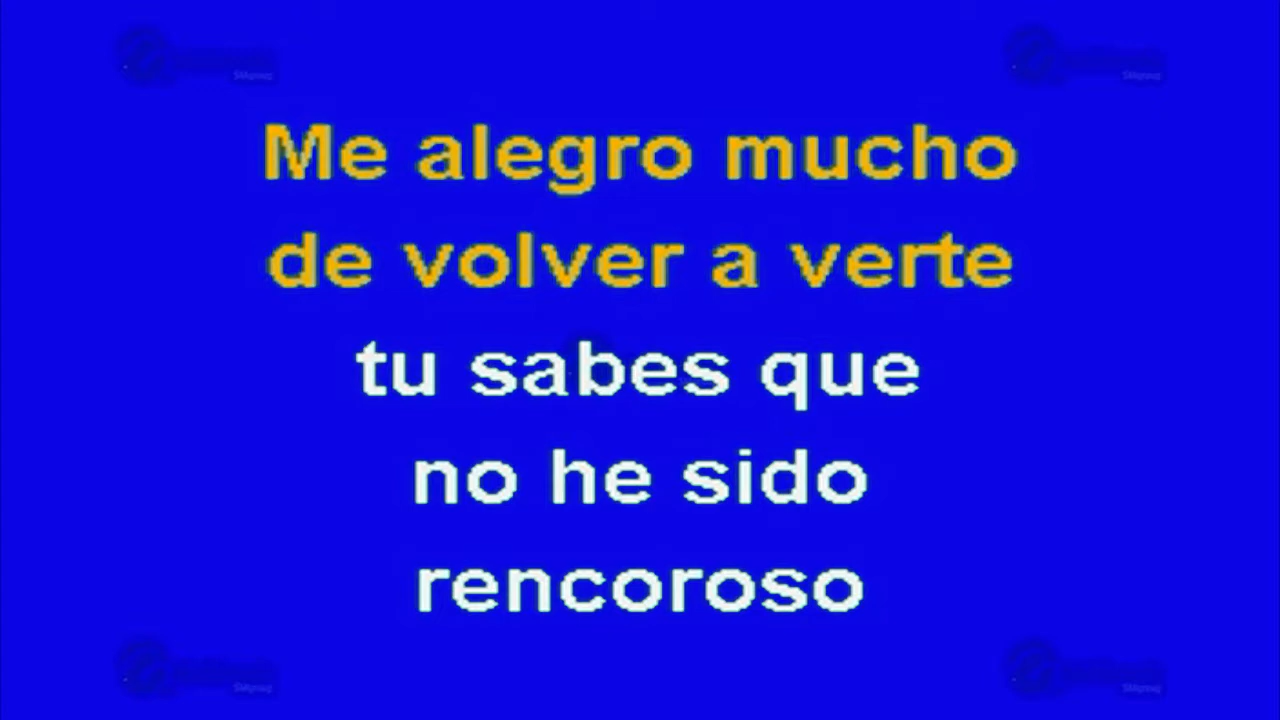 Me alegro mucho
de volver a verte
tu sabes que
no he sido
rencoroso